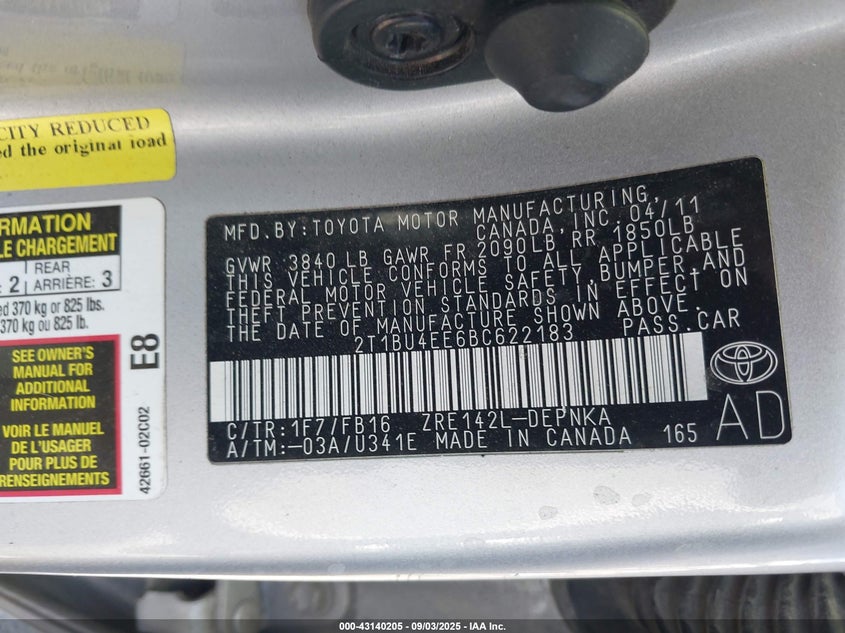 CITY REDUCED
ed the original load
RMATION
LE CHARGEMENT
: 2 REAR ARRIÈRE: 3
ed 370 kg or 825 lbs.
370 kg ou 825 lb.
SEE OWNER'S
MANUAL FOR
ADDITIONAL
INFORMATION
VOIR LE MANUEL
DE L'USAGER
POUR PLUS DE
RENSEIGNEMENTS
E8
42661-02C02
MFD.BY:TOYOTA MOTOR MANUFACTURING,
CANADA, INC. 04/11
GVWR 3840 LB GAWR FR 2090LB, RR 1850LB
THIS VEHICLE CONFORMS TO ALL APPLICABLE
FEDERAL MOTOR VEHICLE SAFETY, BUMPER, AND
THEFT PREVENTION STANDARDS IN EFFECT ON
THE DATE OF MANUFACTURE SHOWN ABOVE.
2T1BU4EE6BC622183 PASS.CAR
C/TR:1F7/FB16 ZRE142L-DEPNKA
A/TM:-03A/U341E MADE IN CANADA 165
AD
000-43140205 - 09/03/2025 - IAA Inc.